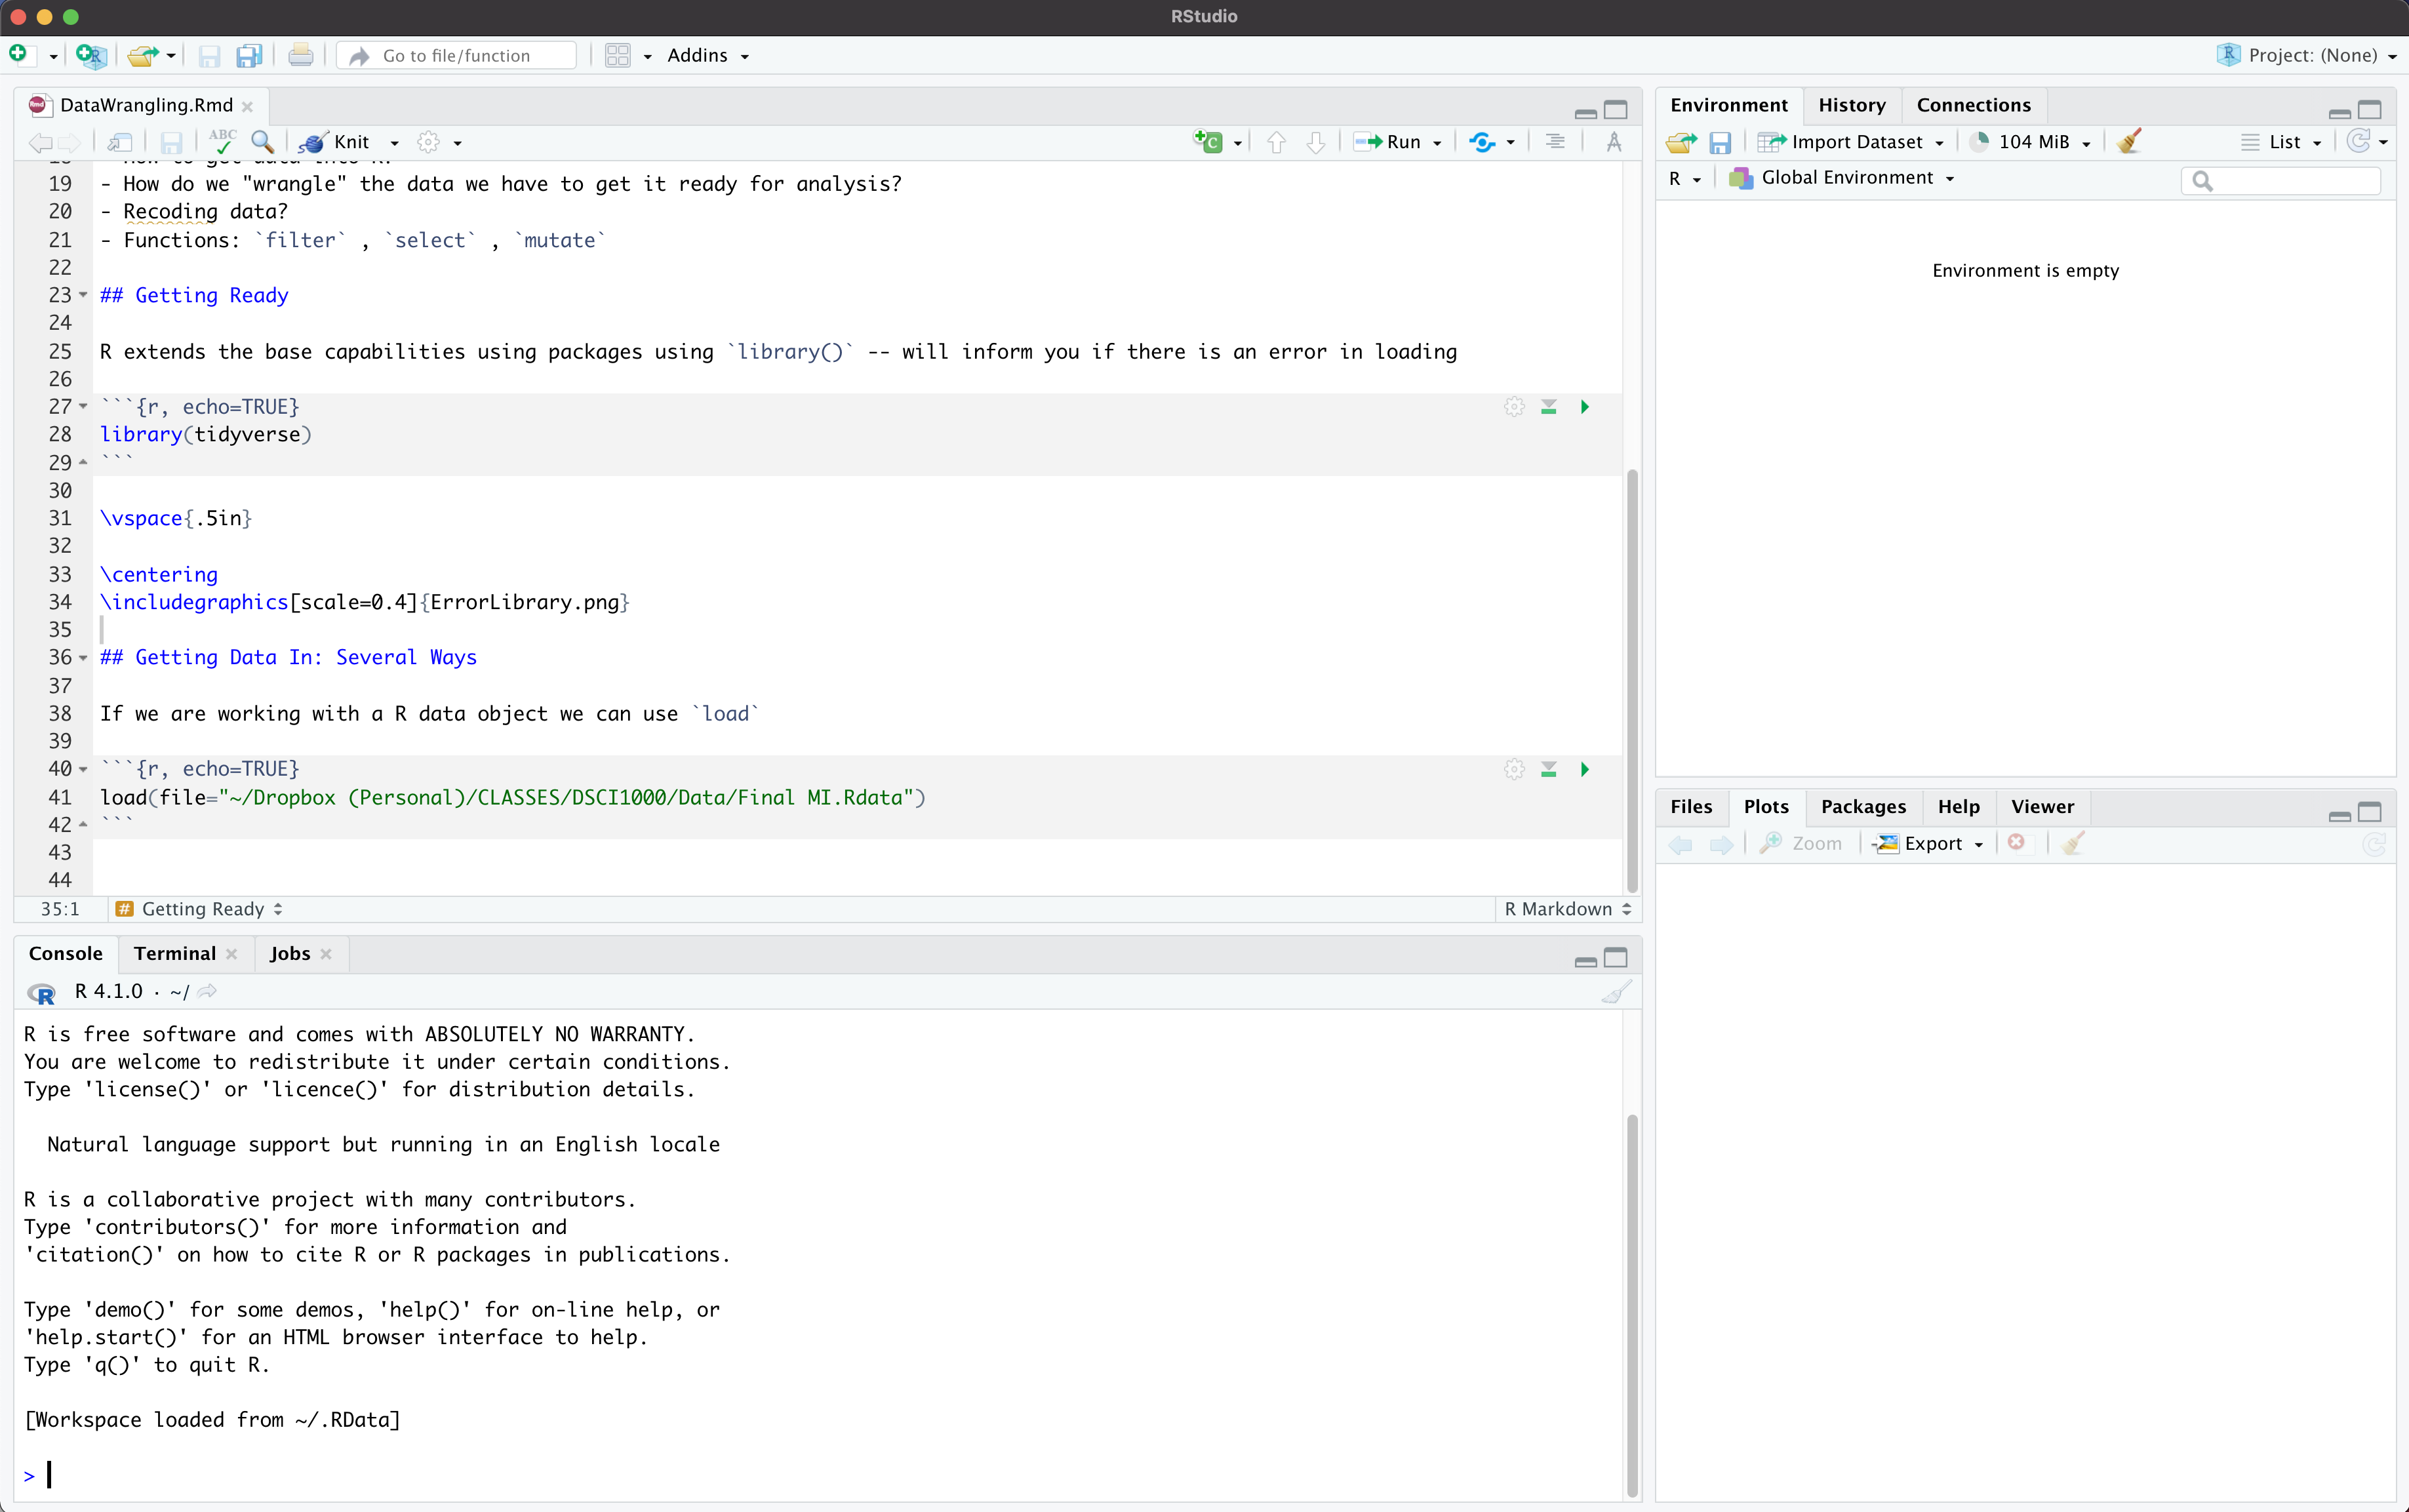 RStudio
Go to file/function
Addins
Project: (None)
DataWrangling.Rmd
ABC
Knit
Run
19 - How do we "wrangle" the data we have to get it ready for analysis?
20 - Recoding data?
21 - Functions: `filter` , `select` , `mutate`
22
23 ## Getting Ready
24
25 R extends the base capabilities using packages using `library()` -- will inform you if there is an error in loading
26
27 ```{r, echo=TRUE}
28 library(tidyverse)
29 ```
30
31 \vspace{.5in}
32
33 \centering
34 \includegraphics[scale=0.4]{ErrorLibrary.png}
35
36 ## Getting Data In: Several Ways
37
38 If we are working with a R data object we can use `load`
39
40 ```{r, echo=TRUE}
41 load(file="~/Dropbox (Personal)/CLASSES/DSCI1000/Data/Final MI.Rdata")
42 ```
43
44
35:1 # Getting Ready R Markdown
Console Terminal Jobs
R 4.1.0 · ~/
R is free software and comes with ABSOLUTELY NO WARRANTY.
You are welcome to redistribute it under certain conditions.
Type 'license()' or 'licence()' for distribution details.
Natural language support but running in an English locale
R is a collaborative project with many contributors.
Type 'contributors()' for more information and
'citation()' on how to cite R or R packages in publications.
Type 'demo()' for some demos, 'help()' for on-line help, or
'help.start()' for an HTML browser interface to help.
Type 'q()' to quit R.
[Workspace loaded from ~/.RData]
>
Environment History Connections
Import Dataset 104 MiB List
R Global Environment
Environment is empty
Files Plots Packages Help Viewer
Zoom Export